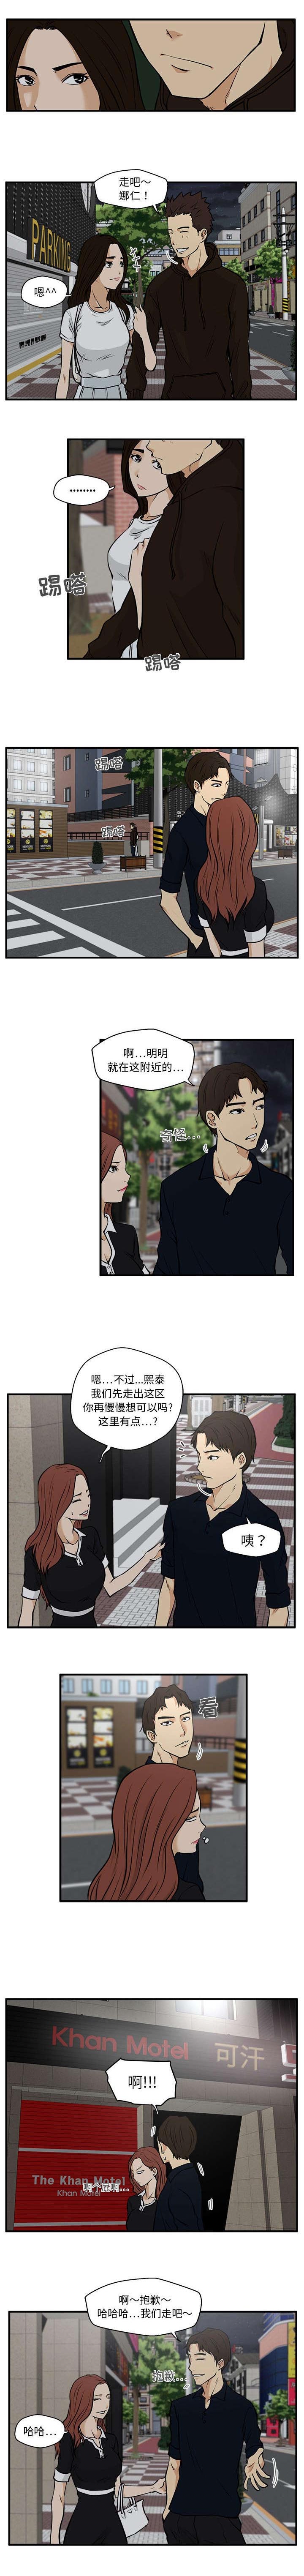 走吧～
娜仁！
PARKING
嗯^^
........
踢嗒
踢嗒
踢嗒
踢嗒
啊...明明
就在这附近的...
奇怪...
嗯...不过...熙泰
我们先走出这区
你再慢慢想可以吗?
这里有点...?
咦？
看
Khan Motel
可汗
啊!!!
The Khan Motel
Khan Motel
啊～抱歉～
哈哈哈...我们走吧～
抱歉...
哈哈...